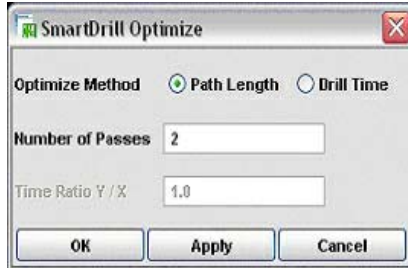 SmartDrill Optimize
Optimize Method Path Length Drill Time
Number of Passes 2
Time Ratio Y / X 1.0
OK Apply Cancel